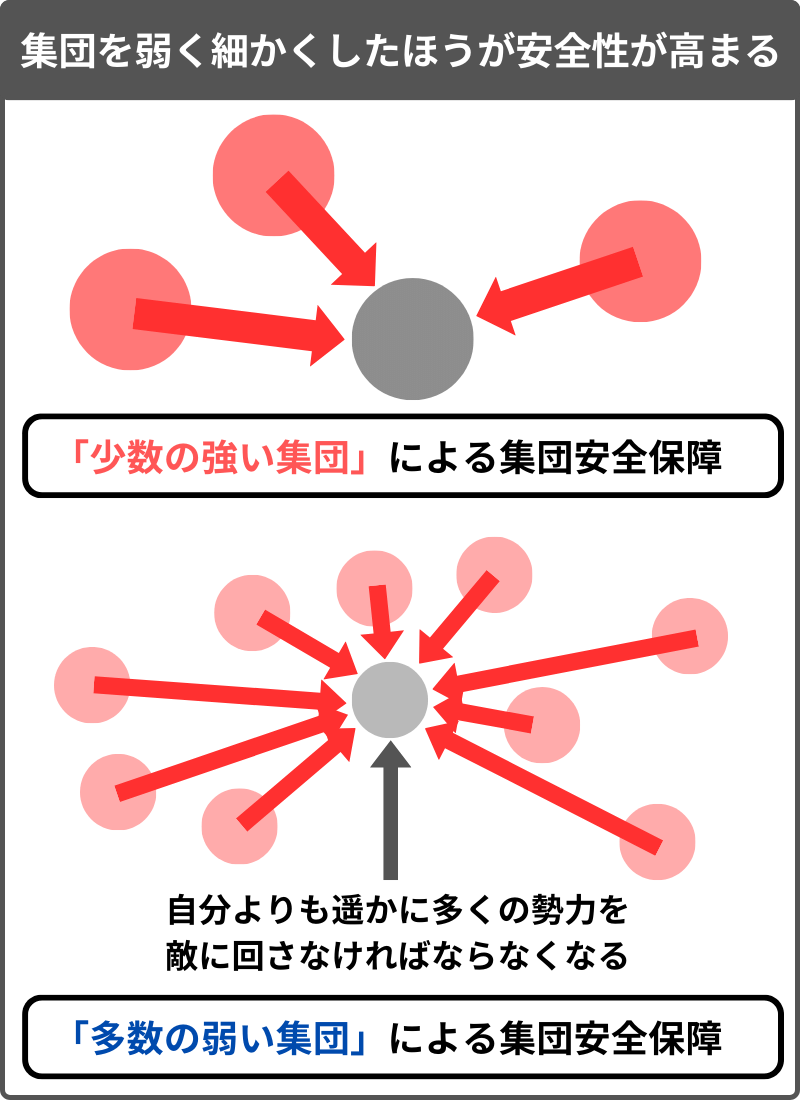 集団を弱く細かくしたほうが安全性が高まる
「少数の強い集団」による集団安全保障
自分よりも遥かに多くの勢力を
敵に回さなければならなくなる
「多数の弱い集団」による集団安全保障